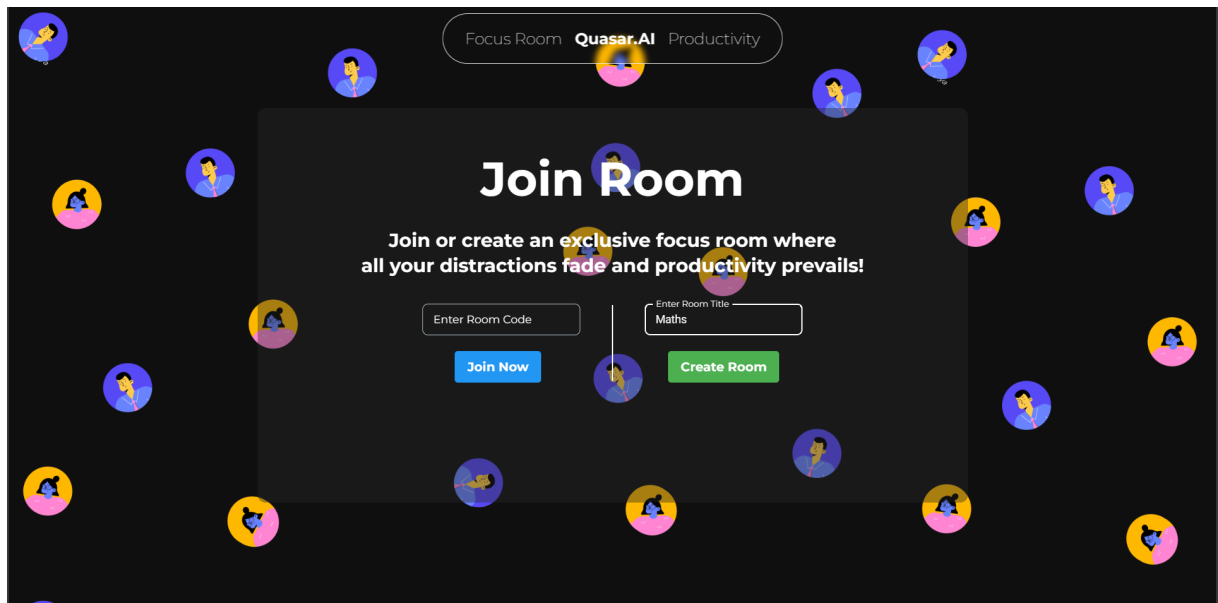 Focus Room Quasar.AI Productivity
Join Room
Join or create an exclusive focus room where
all your distractions fade and productivity prevails!
Enter Room Code
Join Now
Enter Room Title
Maths
Create Room